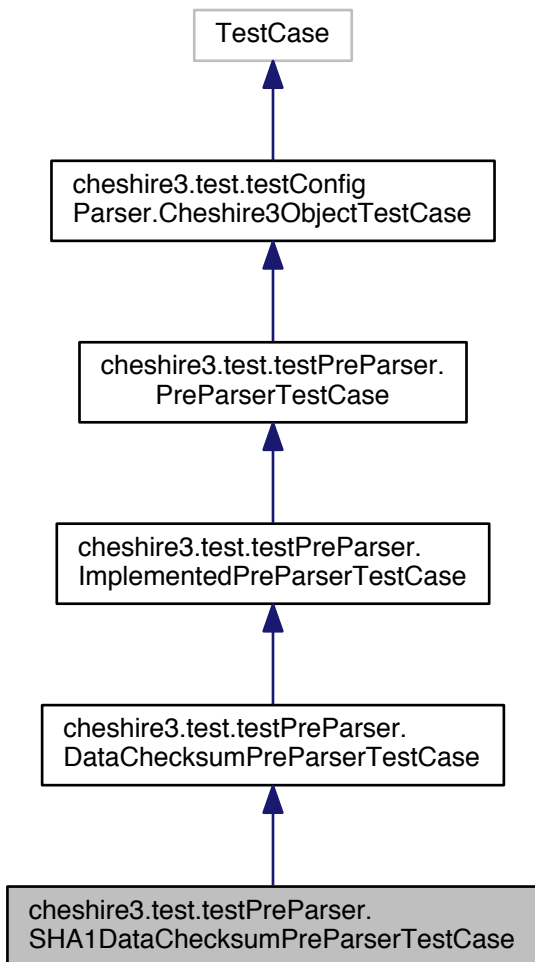 TestCase
cheshire3.test.testConfig
Parser.Cheshire3ObjectTestCase
cheshire3.test.testPreParser.
PreParserTestCase
cheshire3.test.testPreParser.
ImplementedPreParserTestCase
cheshire3.test.testPreParser.
DataChecksumPreParserTestCase
cheshire3.test.testPreParser.
SHA1DataChecksumPreParserTestCase